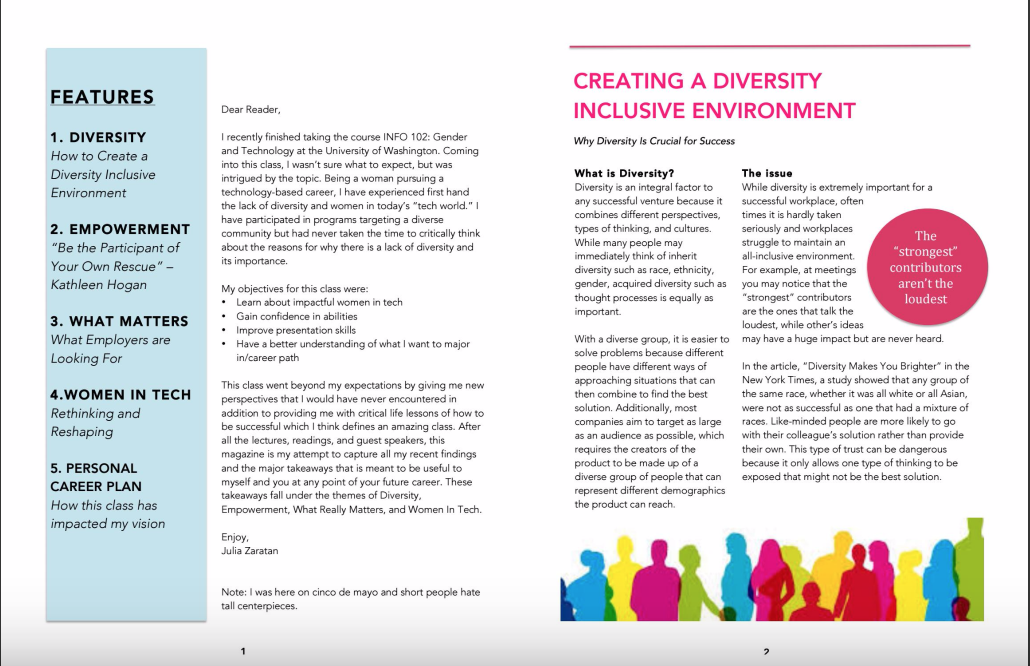 FEATURES
1. DIVERSITY
How to Create a
Diversity Inclusive
Environment
2. EMPOWERMENT
“Be the Participant of
Your Own Rescue” –
Kathleen Hogan
3. WHAT MATTERS
What Employers are
Looking For
4.WOMEN IN TECH
Rethinking and
Reshaping
5. PERSONAL
CAREER PLAN
How this class has
impacted my vision
Dear Reader,
I recently finished taking the course INFO 102: Gender
and Technology at the University of Washington. Coming
into this class, I wasn’t sure what to expect, but was
intrigued by the topic. Being a woman pursuing a
technology-based career, I have experienced first hand
the lack of diversity and women in today’s “tech world.” I
have participated in programs targeting a diverse
community but had never taken the time to critically think
about the reasons for why there is a lack of diversity and
its importance.
My objectives for this class were:
• Learn about impactful women in tech
• Gain confidence in abilities
• Improve presentation skills
• Have a better understanding of what I want to major
in/career path
This class went beyond my expectations by giving me new
perspectives that I would have never encountered in
addition to providing me with critical life lessons of how to
be successful which I think defines an amazing class. After
all the lectures, readings, and guest speakers, this
magazine is my attempt to capture all my recent findings
and the major takeaways that is meant to be useful to
myself and you at any point of your future career. These
takeaways fall under the themes of Diversity,
Empowerment, What Really Matters, and Women In Tech.
Enjoy,
Julia Zaratan
Note: I was here on cinco de mayo and short people hate
tall centerpieces.
1
CREATING A DIVERSITY
INCLUSIVE ENVIRONMENT
Why Diversity Is Crucial for Success
What is Diversity?
Diversity is an integral factor to
any successful venture because it
combines different perspectives,
types of thinking, and cultures.
While many people may
immediately think of inherit
diversity such as race, ethnicity,
gender, acquired diversity such as
thought processes is equally as
important.
With a diverse group, it is easier to
solve problems because different
people have different ways of
approaching situations that can
then combine to find the best
solution. Additionally, most
companies aim to target as large
as an audience as possible, which
requires the creators of the
product to be made up of a
diverse group of people that can
represent different demographics
the product can reach.
The issue
While diversity is extremely important for a
successful workplace, often
times it is hardly taken
seriously and workplaces
struggle to maintain an
all-inclusive environment.
For example, at meetings
you may notice that the
“strongest” contributors
are the ones that talk the
loudest, while other’s ideas
may have a huge impact but are never heard.
In the article, “Diversity Makes You Brighter” in the
New York Times, a study showed that any group of
the same race, whether it was all white or all Asian,
were not as successful as one that had a mixture of
races. Like-minded people are more likely to go
with their colleague’s solution rather than provide
their own. This type of trust can be dangerous
because it only allows one type of thinking to be
exposed that might not be the best solution.
The
“strongest”
contributors
aren’t the
loudest
2